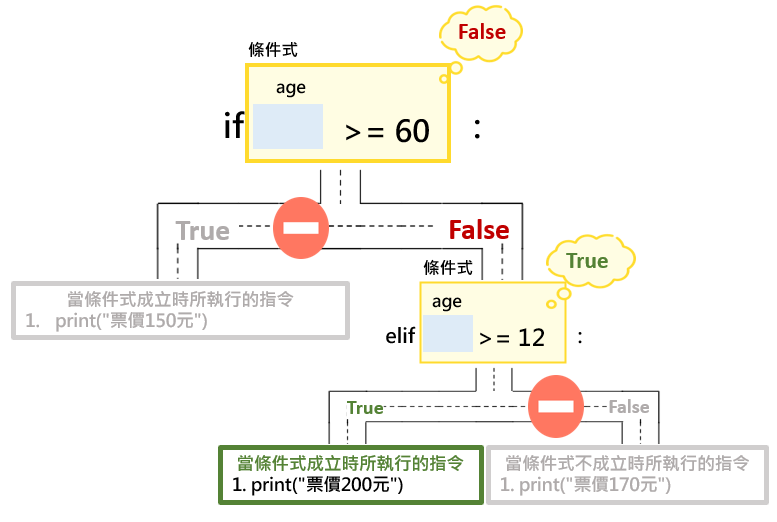 False
條件式
age
if >= 60 :
True
False
True
條件式
當條件式成立時所執行的指令
1. print("票價150元")
age
elif >= 12 :
True
False
當條件式成立時所執行的指令
1. print("票價200元")
當條件式不成立時所執行的指令
1. print("票價170元")